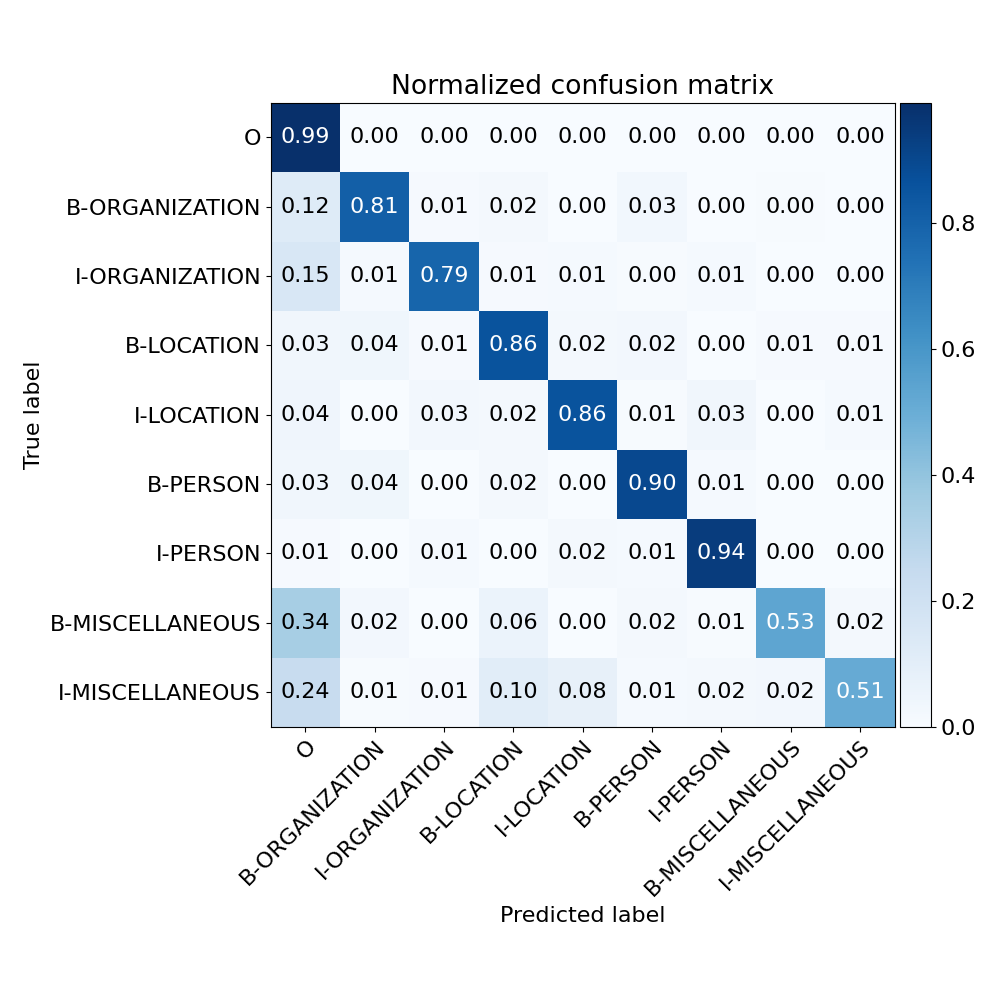 Normalized confusion matrix
O 0.99 0.00 0.00 0.00 0.00 0.00 0.00 0.00 0.00
B-ORGANIZATION 0.12 0.81 0.01 0.02 0.00 0.03 0.00 0.00 0.00
I-ORGANIZATION 0.15 0.01 0.79 0.01 0.01 0.00 0.01 0.00 0.00
B-LOCATION 0.03 0.04 0.01 0.86 0.02 0.02 0.00 0.01 0.01
I-LOCATION 0.04 0.00 0.03 0.02 0.86 0.01 0.03 0.00 0.01
B-PERSON 0.03 0.04 0.00 0.02 0.00 0.90 0.01 0.00 0.00
I-PERSON 0.01 0.00 0.01 0.00 0.02 0.01 0.94 0.00 0.00
B-MISCELLANEOUS 0.34 0.02 0.00 0.06 0.00 0.02 0.01 0.53 0.02
I-MISCELLANEOUS 0.24 0.01 0.01 0.10 0.08 0.01 0.02 0.02 0.51
True label
0.8
0.6
0.4
0.2
0.0
O
B-ORGANIZATION
I-ORGANIZATION
B-LOCATION
I-LOCATION
B-PERSON
I-PERSON
B-MISCELLANEOUS
I-MISCELLANEOUS
Predicted label